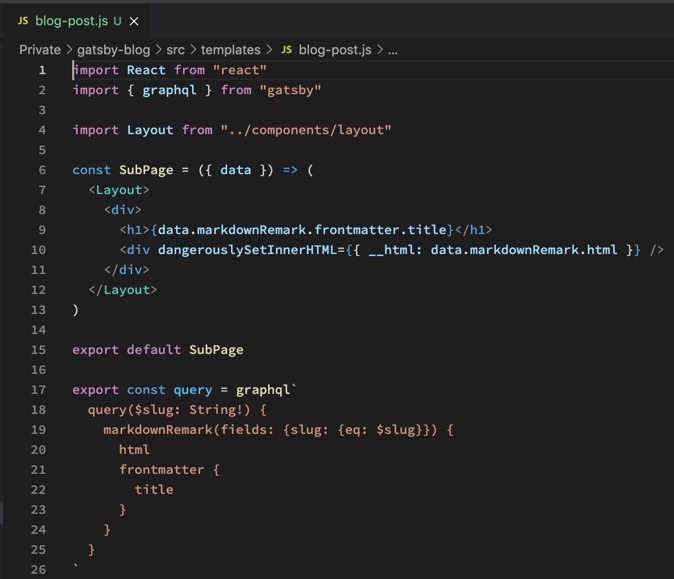 JS blog-post.js U ×
Private > gatsby-blog > src > templates > JS blog-post.js > ...
1 import React from "react"
2 import { graphql } from "gatsby"
3
4 import Layout from "../components/layout"
5
6 const SubPage = ({ data }) => (
7   <Layout>
8     <div>
9       <h1>{data.markdownRemark.frontmatter.title}</h1>
10       <div dangerouslySetInnerHTML={{ __html: data.markdownRemark.html }} />
11     </div>
12   </Layout>
13 )
14
15 export default SubPage
16
17 export const query = graphql`
18   query($slug: String!) {
19     markdownRemark(fields: {slug: {eq: $slug}}) {
20       html
21       frontmatter {
22         title
23       }
24     }
25   }
26 `